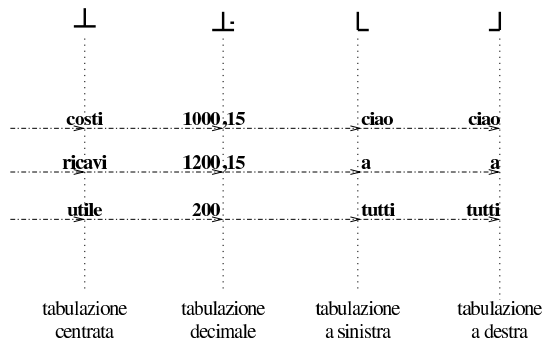 costi 1000,15 ciao ciao
ricavi 1200,15 a a
utile 200 tutti tutti
tabulazione tabulazione tabulazione tabulazione
centrata decimale a sinistra a destra